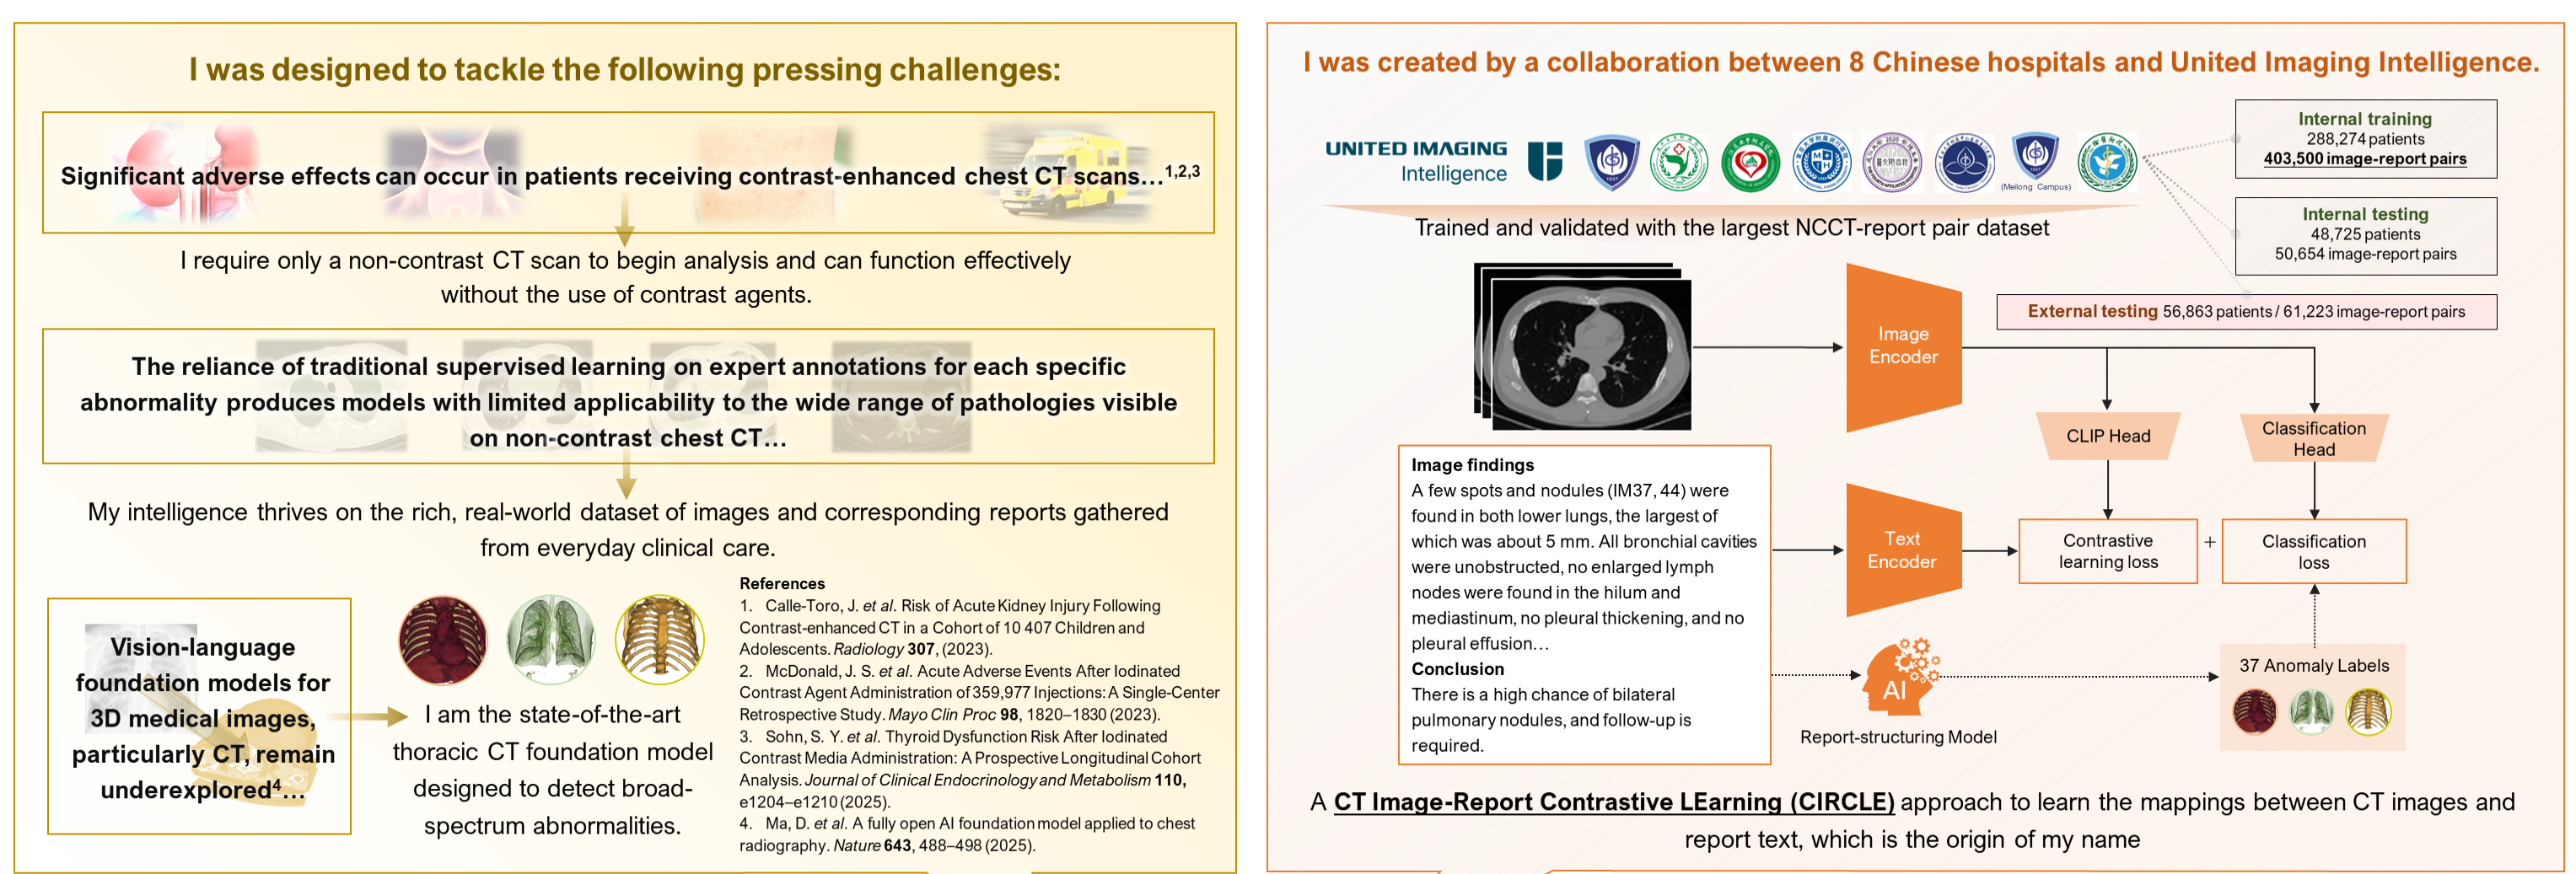 I was designed to tackle the following pressing challenges:
Significant adverse effects can occur in patients receiving contrast-enhanced chest CT scans…1,2,3
I require only a non-contrast CT scan to begin analysis and can function effectively
without the use of contrast agents.
The reliance of traditional supervised learning on expert annotations for each specific
abnormality produces models with limited applicability to the wide range of pathologies visible
on non-contrast chest CT…
My intelligence thrives on the rich, real-world dataset of images and corresponding reports gathered
from everyday clinical care.
Vision-language
foundation models for
3D medical images,
particularly CT, remain
underexplored4…
I am the state-of-the-art
thoracic CT foundation model
designed to detect broad-
spectrum abnormalities.
References
1. Calle-Toro, J. et al. Risk of Acute Kidney Injury Following
Contrast-enhanced CT in a Cohort of 10 407 Children and
Adolescents. Radiology 307, (2023).
2. McDonald, J. S. et al. Acute Adverse Events After Iodinated
Contrast Agent Administration of 359,977 Injections: A Single-Center
Retrospective Study. Mayo Clin Proc 98, 1820–1830 (2023).
3. Sohn, S. Y. et al. Thyroid Dysfunction Risk After Iodinated
Contrast Media Administration: A Prospective Longitudinal Cohort
Analysis. Journal of Clinical Endocrinology and Metabolism 110,
e1204–e1210 (2025).
4. Ma, D. et al. A fully open AI foundation model applied to chest
radiography. Nature 643, 488–498 (2025).
I was created by a collaboration between 8 Chinese hospitals and United Imaging Intelligence.
UNITED IMAGING
Intelligence
(Meilong Campus)
Trained and validated with the largest NCCT-report pair dataset
Internal training
288,274 patients
403,500 image-report pairs
Internal testing
48,725 patients
50,654 image-report pairs
External testing 56,863 patients / 61,223 image-report pairs
Image
Encoder
CLIP Head
Classification
Head
Image findings
A few spots and nodules (IM37, 44) were
found in both lower lungs, the largest of
which was about 5 mm. All bronchial cavities
were unobstructed, no enlarged lymph
nodes were found in the hilum and
mediastinum, no pleural thickening, and no
pleural effusion…
Conclusion
There is a high chance of bilateral
pulmonary nodules, and follow-up is
required.
Text
Encoder
Contrastive
learning loss
+
Classification
loss
AI
Report-structuring Model
37 Anomaly Labels
A CT Image-Report Contrastive LEarning (CIRCLE) approach to learn the mappings between CT images and
report text, which is the origin of my name